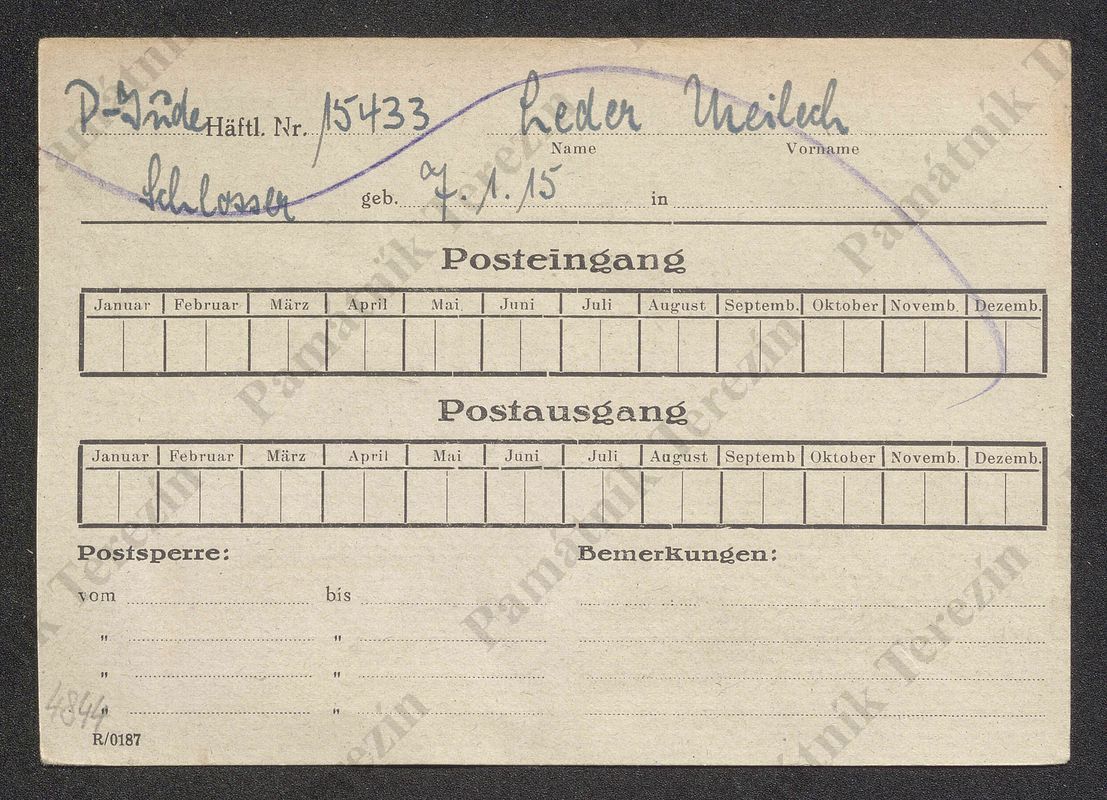 P-Jude Häftl. Nr. 15433 Leder Meilech
Name Vorname
Schlosser geb. 7.1.15 in
Posteingang
Januar Februar März April Mai Juni Juli August Septemb. Oktober Novemb. Dezemb.
Postausgang
Januar Februar März April Mai Juni Juli August Septemb Oktober Novemb. Dezemb.
Postsperre: Bemerkungen:
vom bis
" "
" "
" "
4844
R/0187
Památník Terezín